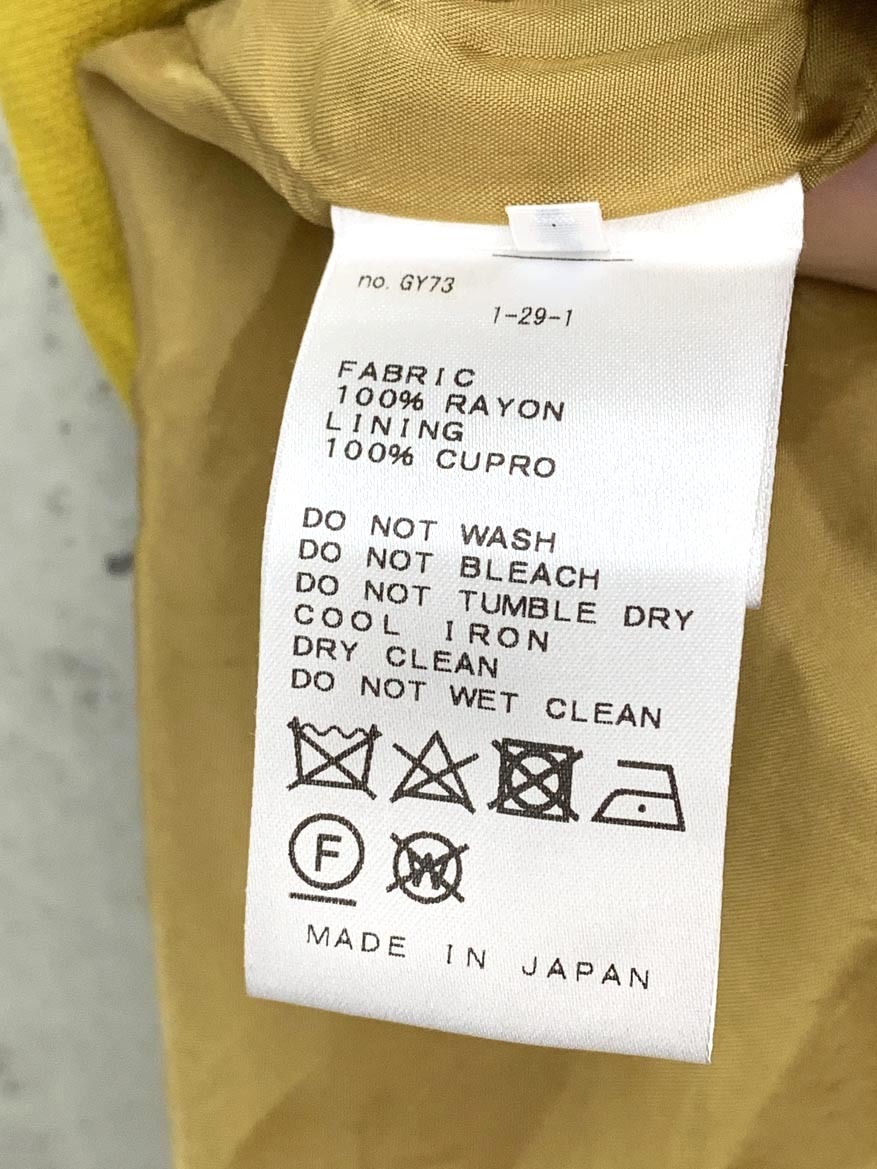 no. GY73
1-29-1
FABRIC
100% RAYON
LINING
100% CUPRO
DO NOT WASH
DO NOT BLEACH
DO NOT TUMBLE DRY
COOL IRON
DRY CLEAN
DO NOT WET CLEAN
F W
MADE IN JAPAN